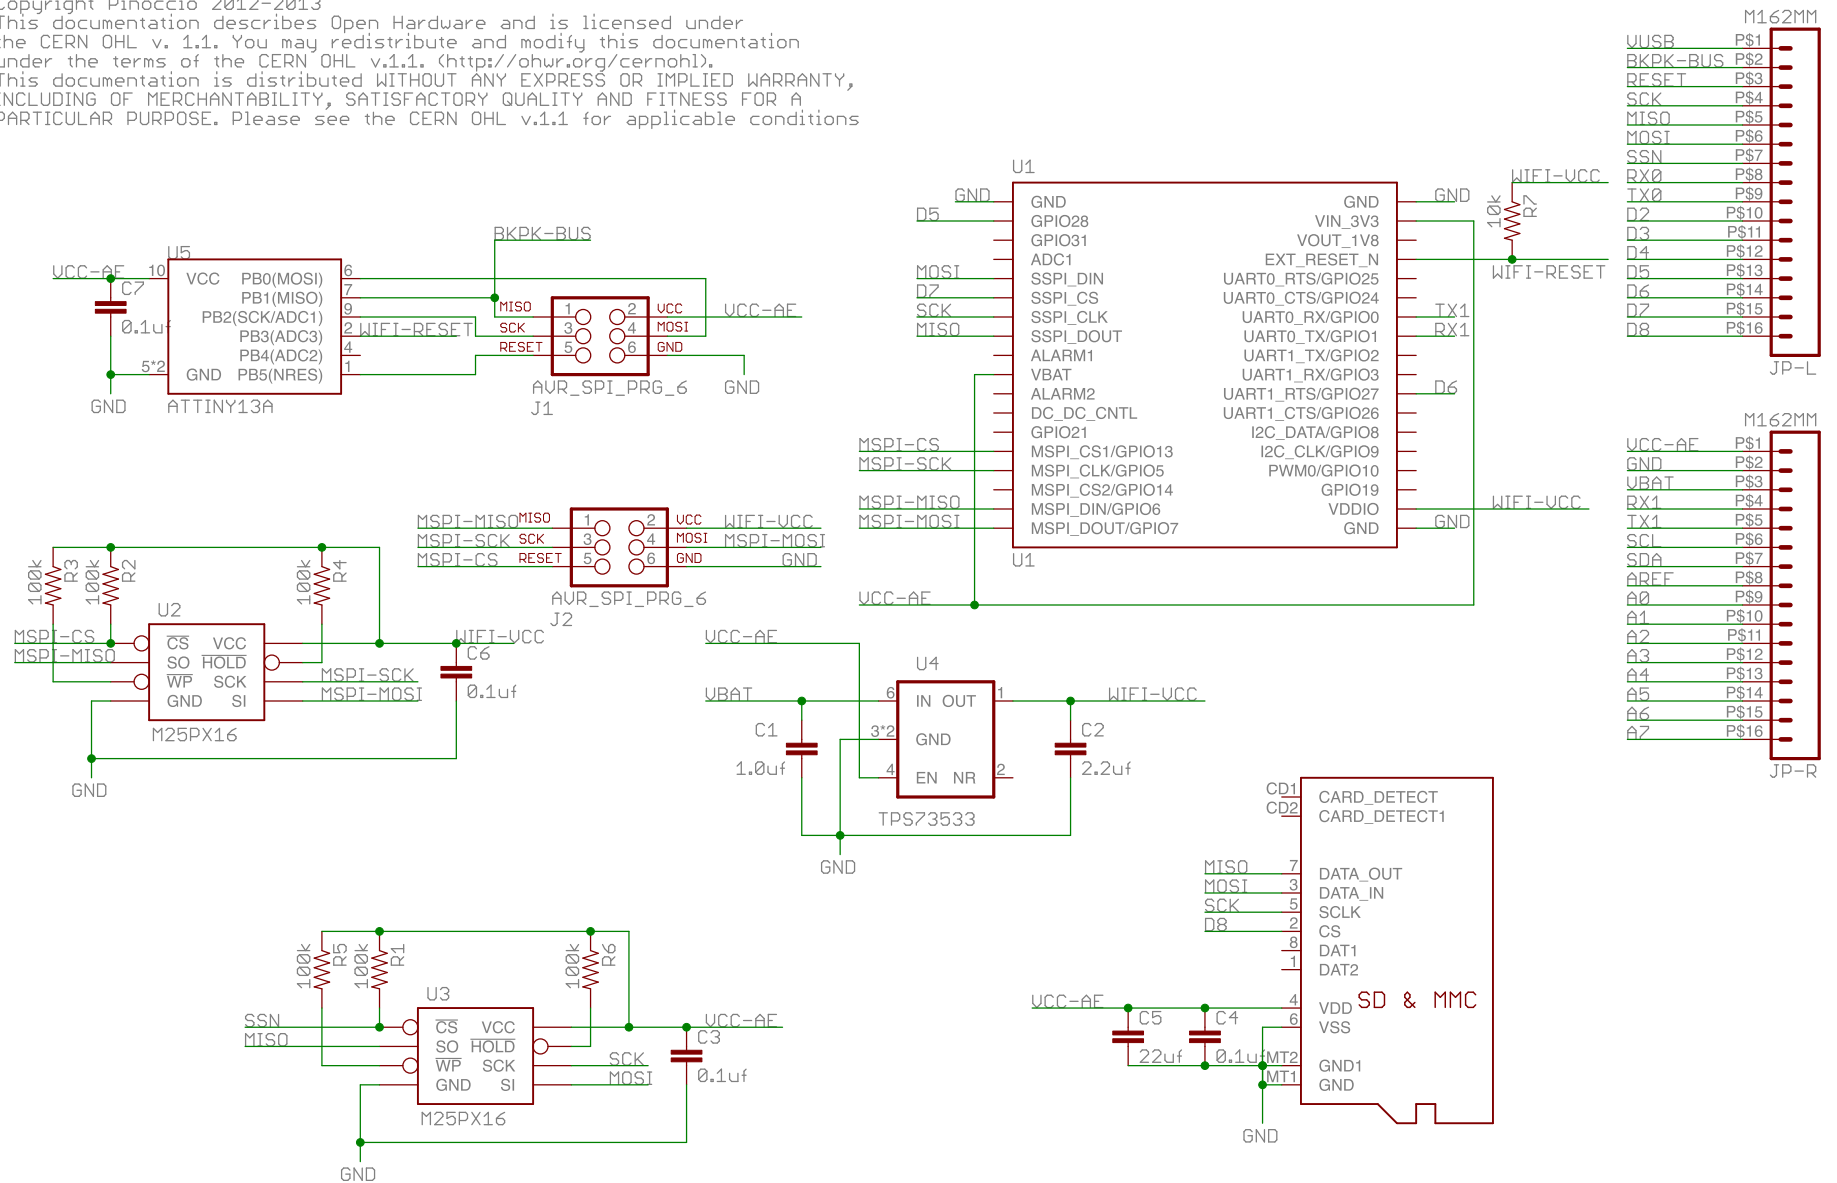 Copyright Pinoccio 2012-2013
This documentation describes Open Hardware and is licensed under
the CERN OHL v. 1.1. You may redistribute and modify this documentation
under the terms of the CERN OHL v.1.1. (http://ohwr.org/cernohl).
This documentation is distributed WITHOUT ANY EXPRESS OR IMPLIED WARRANTY,
INCLUDING OF MERCHANTABILITY, SATISFACTORY QUALITY AND FITNESS FOR A
PARTICULAR PURPOSE. Please see the CERN OHL v.1.1 for applicable conditions
U5
VCC-AE 10 VCC PB0(MOSI) 6
PB1(MISO) 7
PB2(SCK/ADC1) 9
PB3(ADC3) 2 WIFI-RESET
PB4(ADC2) 4
5*2 GND PB5(NRES) 1
C7
0.1uf
GND
ATTINY13A
BKPK-BUS
MISO 1 2 VCC VCC-AE
SCK 3 4 MOSI
RESET 5 6 GND
GND
AVR_SPI_PRG_6
J1
MSPI-MISO MISO 1 2 VCC WIFI-VCC
MSPI-SCK SCK 3 4 MOSI MSPI-MOSI
MSPI-CS RESET 5 6 GND GND
AVR_SPI_PRG_6
J2
100k R3
100k R2
100k R4
U2
MSPI-CS CS VCC WIFI-VCC
MSPI-MISO SO HOLD
WP SCK MSPI-SCK
GND SI MSPI-MOSI
C6
0.1uf
M25PX16
GND
U1
GND GND GND GND
D5 GPIO28 VIN_3V3
GPIO31 VOUT_1V8
ADC1 EXT_RESET_N
MOSI SSPI_DIN UART0_RTS/GPIO25
D7 SSPI_CS UART0_CTS/GPIO24
SCK SSPI_CLK UART0_RX/GPIO0 TX1
MISO SSPI_DOUT UART0_TX/GPIO1 RX1
ALARM1 UART1_TX/GPIO2
VBAT UART1_RX/GPIO3
ALARM2 UART1_RTS/GPIO27 D6
DC_DC_CNTL UART1_CTS/GPIO26
GPIO21 I2C_DATA/GPIO8
MSPI-CS MSPI_CS1/GPIO13 I2C_CLK/GPIO9
MSPI-SCK MSPI_CLK/GPIO5 PWM0/GPIO10
MSPI_CS2/GPIO14 GPIO19
MSPI-MISO MSPI_DIN/GPIO6 VDDIO WIFI-VCC
MSPI-MOSI MSPI_DOUT/GPIO7 GND GND
U1
VCC-AE
WIFI-VCC
10k R7
WIFI-RESET
VCC-AE
U4
VBAT 6 IN OUT 1 WIFI-VCC
3*2 GND
4 EN NR 2
C1
1.0uf
C2
2.2uf
TPS73533
GND
100k R5
100k R1
100k R6
U3
SSN CS VCC VCC-AE
MISO SO HOLD
WP SCK SCK
GND SI MOSI
C3
0.1uf
M25PX16
GND
CD1 CARD_DETECT
CD2 CARD_DETECT1
MISO 7 DATA_OUT
MOSI 3 DATA_IN
SCK 5 SCLK
D8 2 CS
8 DAT1
1 DAT2
SD & MMC
VCC-AE 4 VDD
6 VSS
MT2 GND1
MT1 GND
C5
22uf
C4
0.1uf
GND
M162MM
VUSB P$1
BKPK-BUS P$2
RESET P$3
SCK P$4
MISO P$5
MOSI P$6
SSN P$7
RX0 P$8
TX0 P$9
D2 P$10
D3 P$11
D4 P$12
D5 P$13
D6 P$14
D7 P$15
D8 P$16
JP-L
M162MM
VCC-AE P$1
GND P$2
VBAT P$3
RX1 P$4
TX1 P$5
SCL P$6
SDA P$7
AREF P$8
A0 P$9
A1 P$10
A2 P$11
A3 P$12
A4 P$13
A5 P$14
A6 P$15
A7 P$16
JP-R